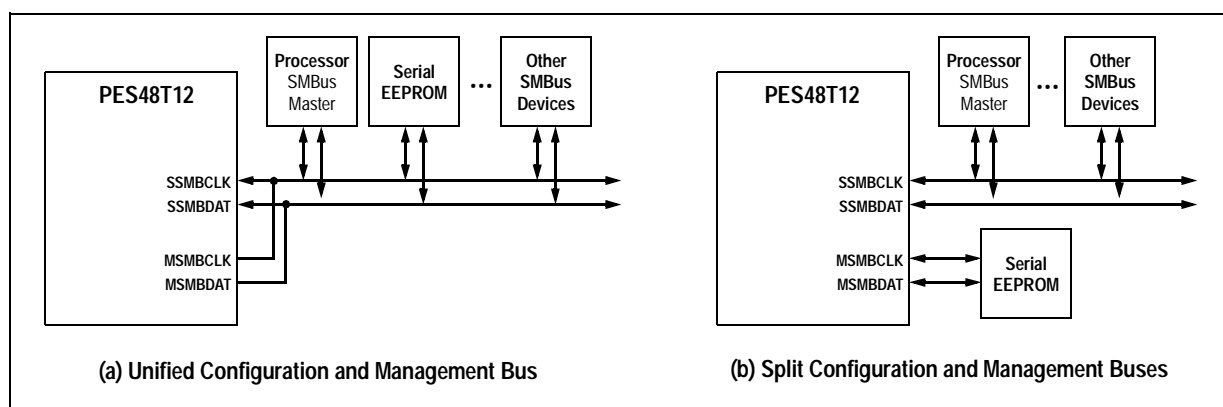 PES48T12
Processor
SMBus
Master
Serial
EEPROM
...
Other
SMBus
Devices
SSMBCLK
SSMBDAT
MSMBCLK
MSMBDAT
(a) Unified Configuration and Management Bus
PES48T12
Processor
SMBus
Master
...
Other
SMBus
Devices
SSMBCLK
SSMBDAT
MSMBCLK
MSMBDAT
Serial
EEPROM
(b) Split Configuration and Management Buses